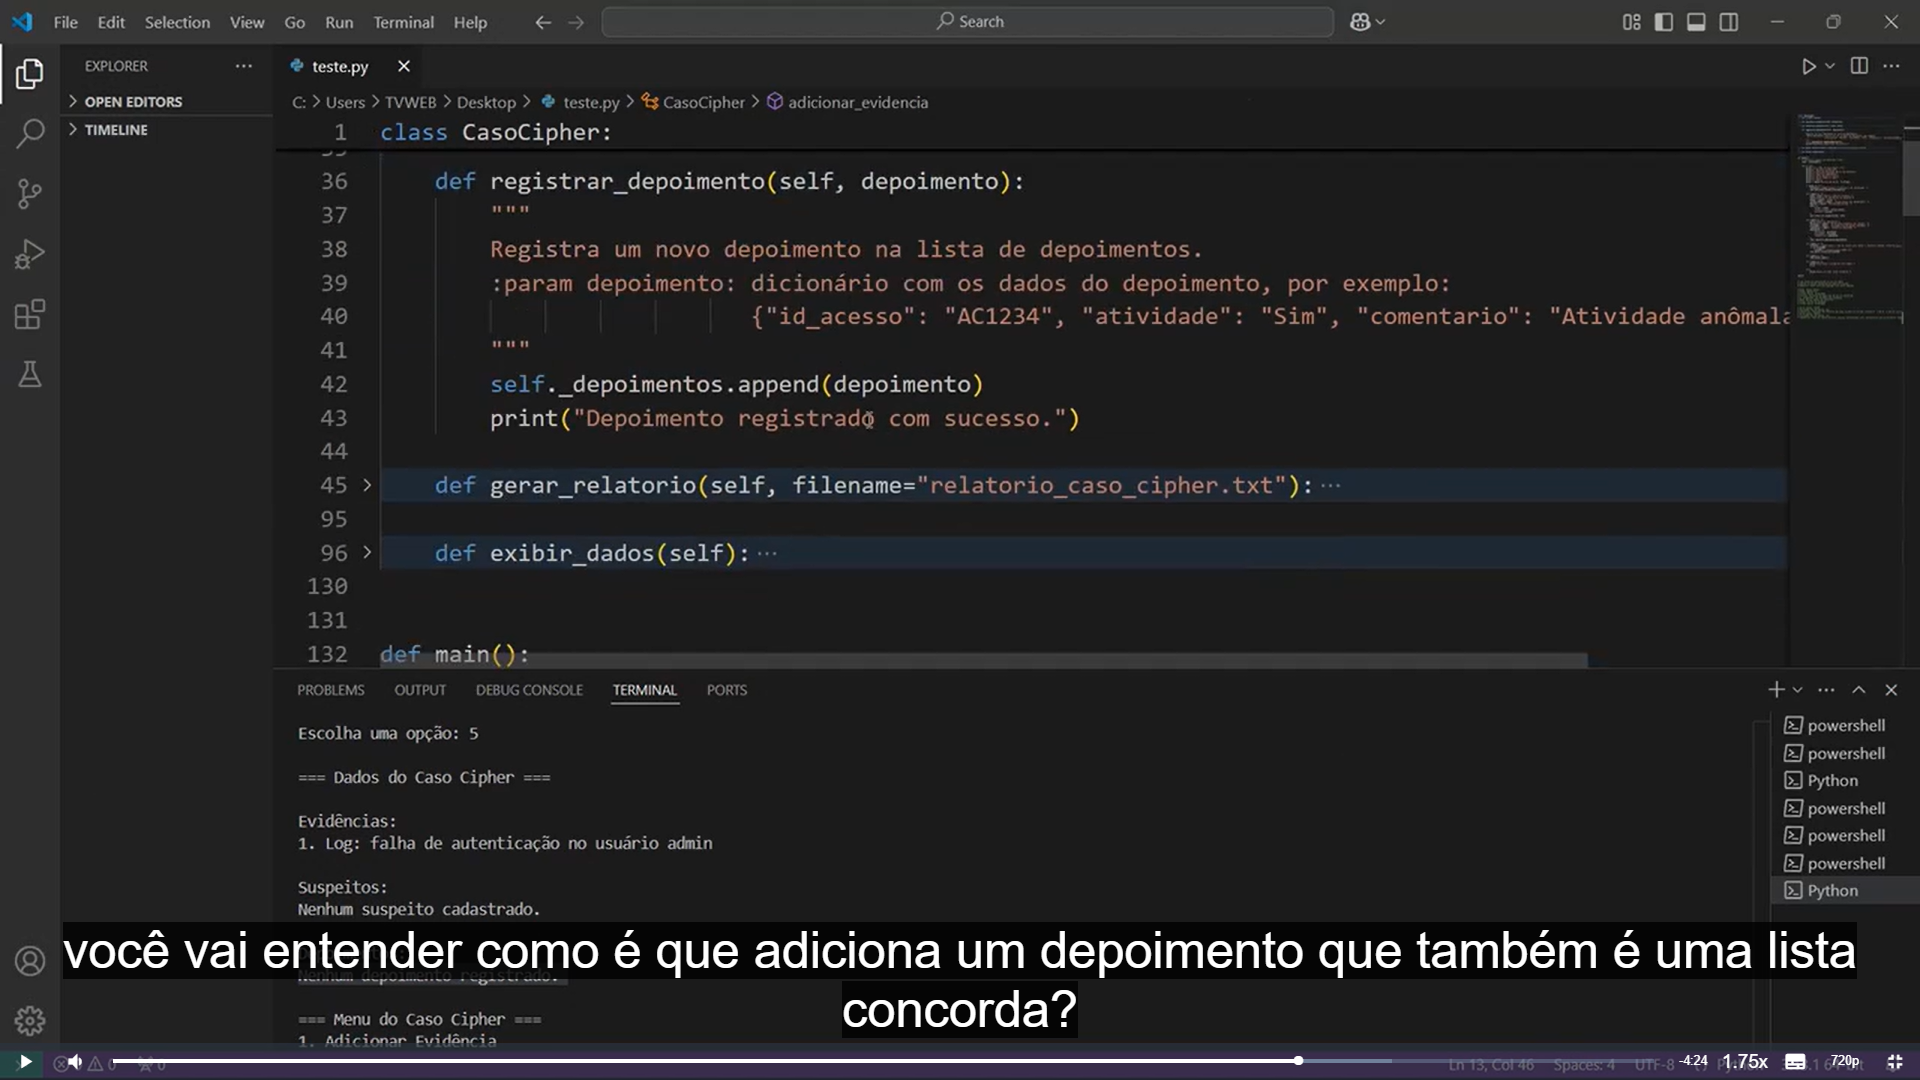 File Edit Selection View Go Run Terminal Help
Search
EXPLORER
OPEN EDITORS
TIMELINE
teste.py
C: > Users > TVWEB > Desktop > teste.py > CasoCipher > adicionar_evidencia
1 class CasoCipher:
36 def registrar_depoimento(self, depoimento):
37 """
38 Registra um novo depoimento na lista de depoimentos.
39 :param depoimento: dicionário com os dados do depoimento, por exemplo:
40 {"id_acesso": "AC1234", "atividade": "Sim", "comentario": "Atividade anômala
41 """
42 self._depoimentos.append(depoimento)
43 print("Depoimento registrado com sucesso.")
44
45 def gerar_relatorio(self, filename="relatorio_caso_cipher.txt"): ...
95
96 def exibir_dados(self): ...
130
131
132 def main():
PROBLEMS OUTPUT DEBUG CONSOLE TERMINAL PORTS
Escolha uma opção: 5
=== Dados do Caso Cipher ===
Evidências:
1. Log: falha de autenticação no usuário admin
Suspeitos:
Nenhum suspeito cadastrado.
Nenhum depoimento registrado.
=== Menu do Caso Cipher ===
1. Adicionar Evidência
powershell
powershell
Python
powershell
powershell
powershell
Python
você vai entender como é que adiciona um depoimento que também é uma lista
concorda?
Ln 13, Col 46 Spaces: 4 UTF-8
-4:24 1.75x 720p